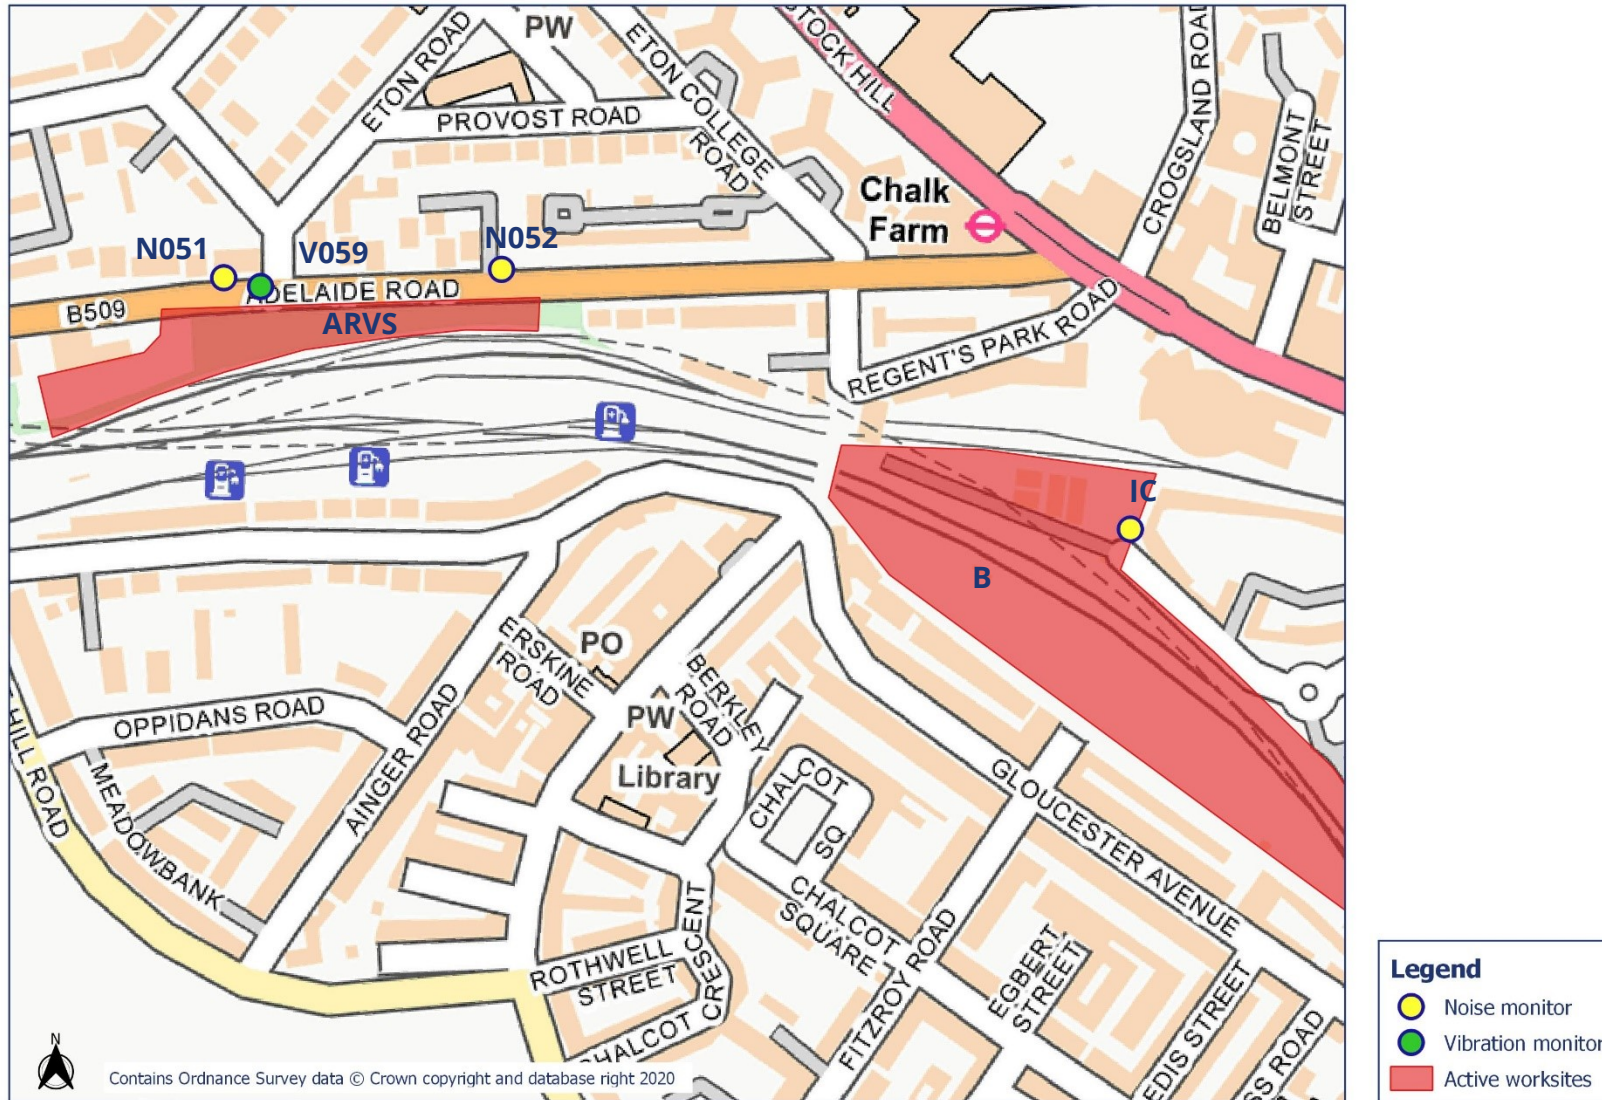 PW
ETON ROAD
PROVOST ROAD
ETON COLLEGE
ROAD
STOCK HILL
CROGSLAND ROAD
BELMONT
STREET
Chalk
Farm
N051
V059
N052
ADELAIDE ROAD
B509
ARVS
REGENT'S PARK ROAD
IC
B
PO
ERSKINE
ROAD
BERKLEY
ROAD
PW
Library
OPPIDANS ROAD
AINGER ROAD
HILL ROAD
MEADOWBANK
CHALCOT
SQ
GLOUCESTER AVENUE
CHALCOT
SQUARE
FITZROY ROAD
EGBERT
STREET
ROTHWELL
STREET
CHALCOT CRESCENT
EDIS STREET
SS ROAD
N
Contains Ordnance Survey data © Crown copyright and database right 2020
Legend
Noise monitor
Vibration monitor
Active worksites